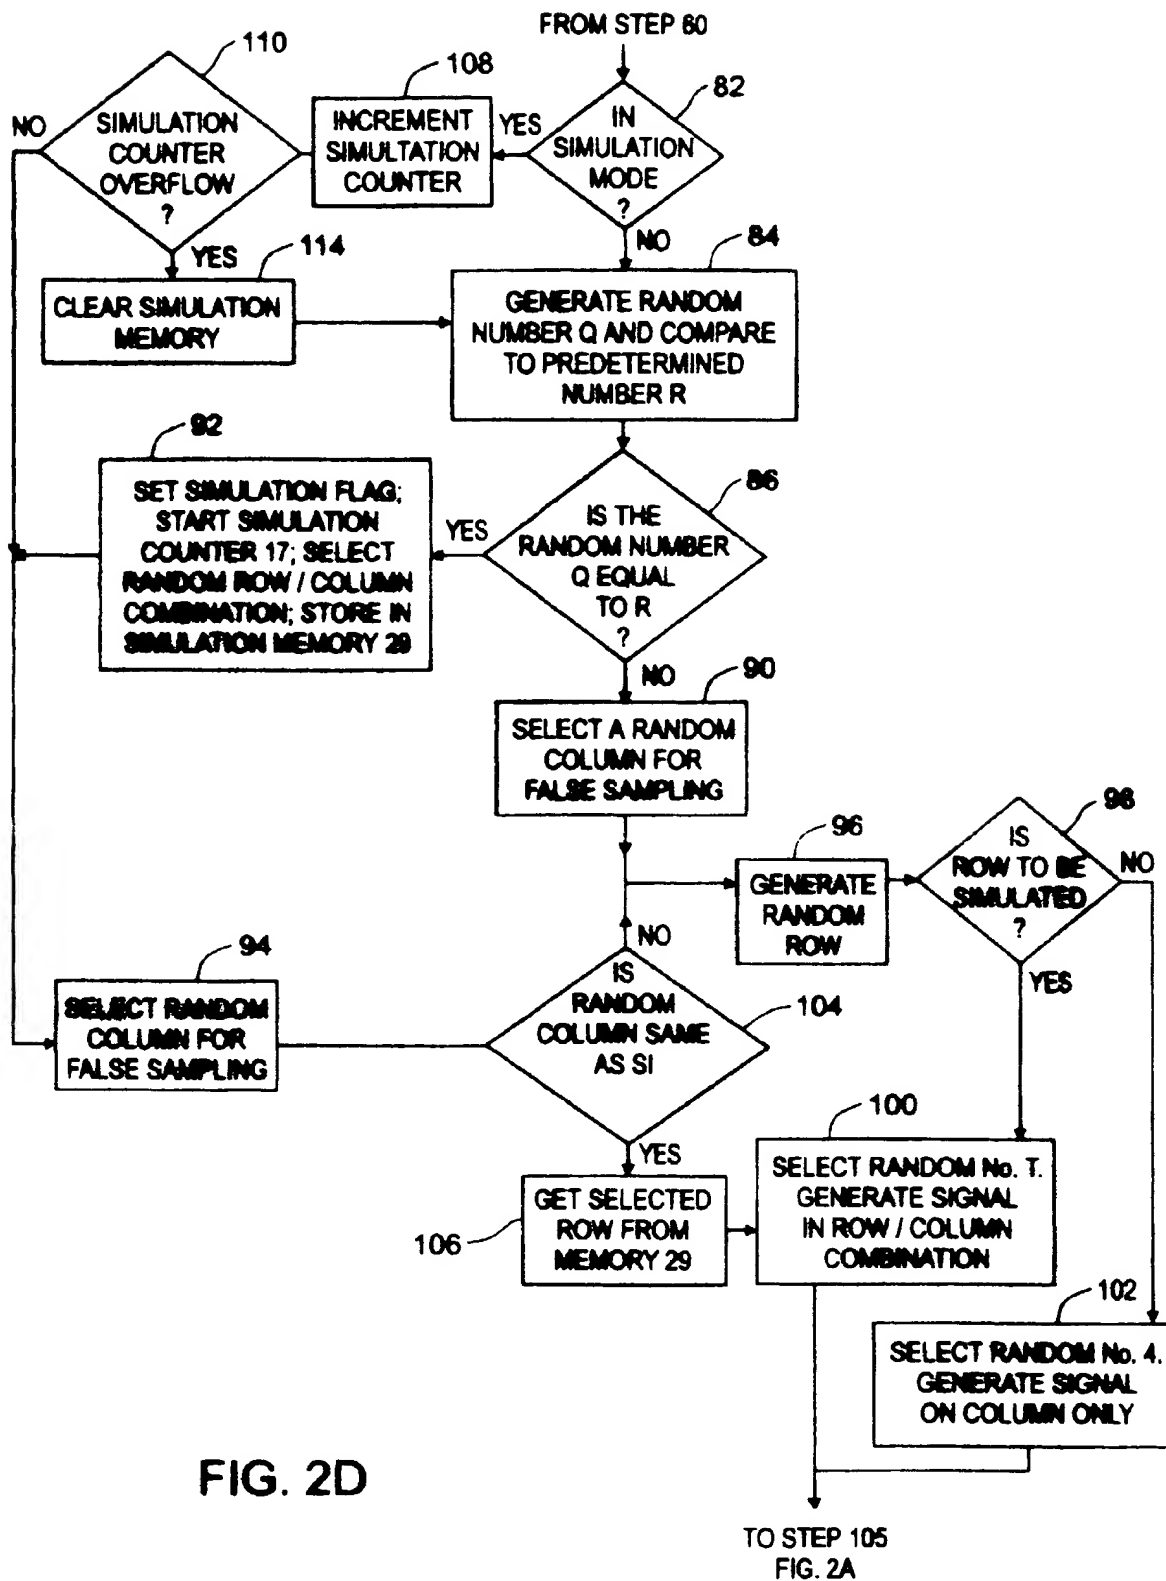 FROM STEP 80
110
108
82
NO
SIMULATION
COUNTER
OVERFLOW
?
INCREMENT
SIMULTATION
COUNTER
YES
IN
SIMULATION
MODE
?
YES
114
NO
84
CLEAR SIMULATION
MEMORY
GENERATE RANDOM
NUMBER Q AND COMPARE
TO PREDETERMINED
NUMBER R
92
86
SET SIMULATION FLAG;
START SIMULATION
COUNTER 17; SELECT
RANDOM ROW / COLUMN
COMBINATION; STORE IN
SIMULATION MEMORY 29
YES
IS THE
RANDOM NUMBER
Q EQUAL
TO R
?
NO
90
SELECT A RANDOM
COLUMN FOR
FALSE SAMPLING
96
98
GENERATE
RANDOM
ROW
IS
ROW TO BE
SIMULATED
?
NO
YES
94
SELECT RANDOM
COLUMN FOR
FALSE SAMPLING
NO
IS
RANDOM
COLUMN SAME
AS SI
104
YES
100
106
GET SELECTED
ROW FROM
MEMORY 29
SELECT RANDOM No. T.
GENERATE SIGNAL
IN ROW / COLUMN
COMBINATION
102
SELECT RANDOM No. 4.
GENERATE SIGNAL
ON COLUMN ONLY
FIG. 2D
TO STEP 105
FIG. 2A